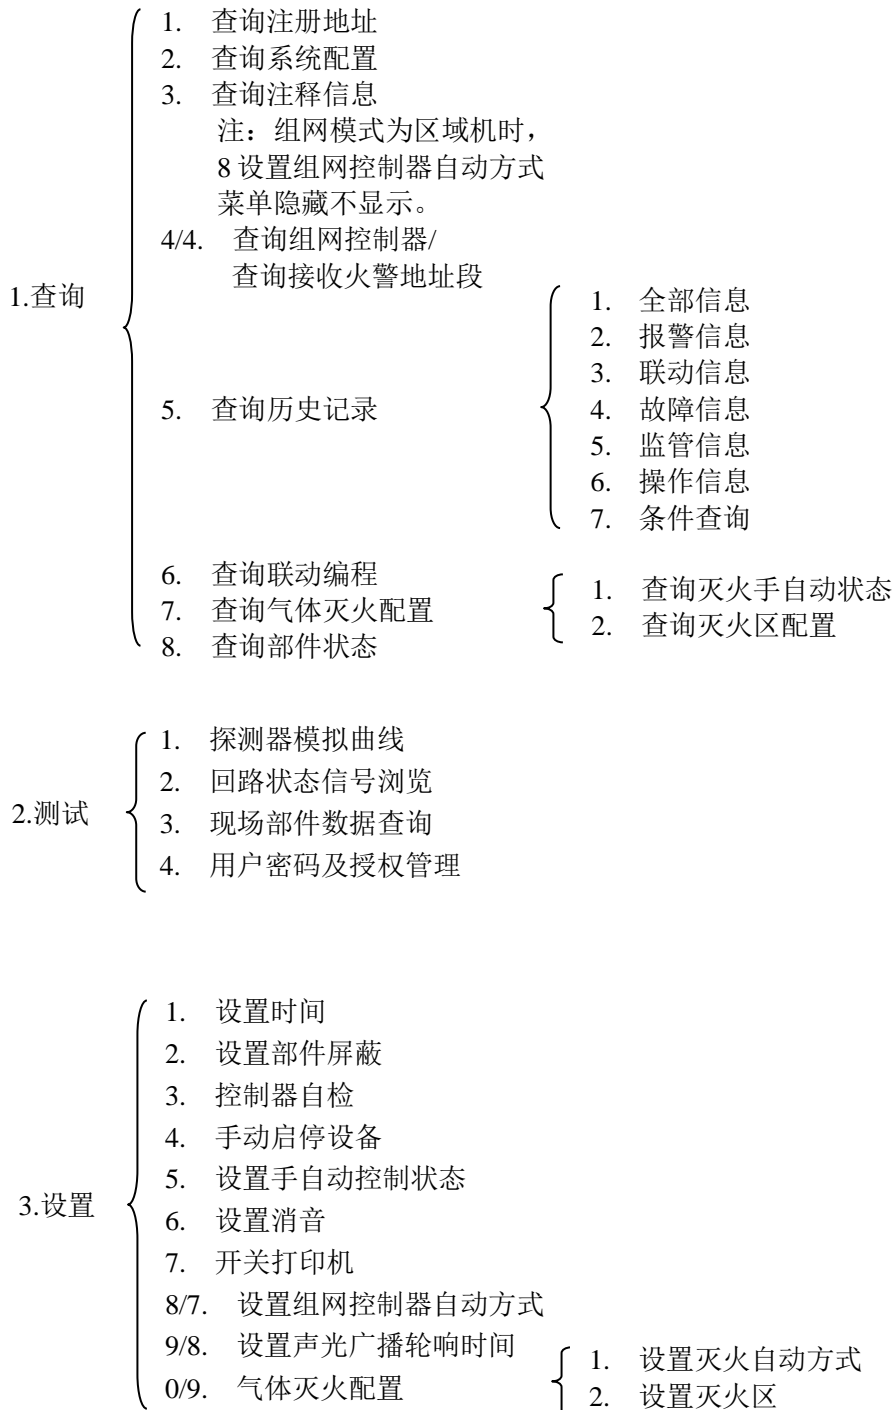 1.查询
1. 查询注册地址
2. 查询系统配置
3. 查询注释信息
注：组网模式为区域机时，
8 设置组网控制器自动方式
菜单隐藏不显示。
4/4. 查询组网控制器/
查询接收火警地址段
5. 查询历史记录
1. 全部信息
2. 报警信息
3. 联动信息
4. 故障信息
5. 监管信息
6. 操作信息
7. 条件查询
6. 查询联动编程
7. 查询气体灭火配置
1. 查询灭火手自动状态
2. 查询灭火区配置
8. 查询部件状态
2.测试
1. 探测器模拟曲线
2. 回路状态信号浏览
3. 现场部件数据查询
4. 用户密码及授权管理
3.设置
1. 设置时间
2. 设置部件屏蔽
3. 控制器自检
4. 手动启停设备
5. 设置手自动控制状态
6. 设置消音
7. 开关打印机
8/7. 设置组网控制器自动方式
9/8. 设置声光广播轮响时间
0/9. 气体灭火配置
1. 设置灭火自动方式
2. 设置灭火区